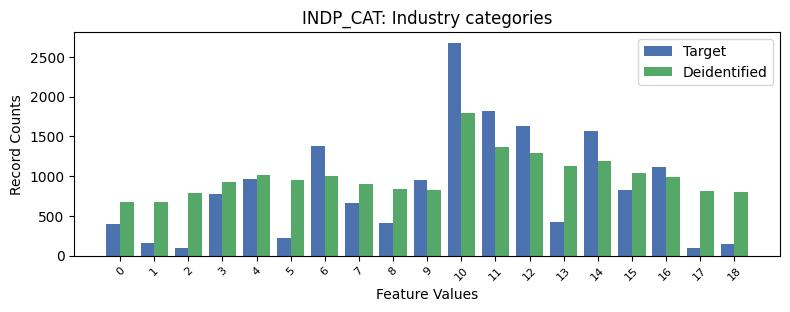 INDP_CAT: Industry categories
Target
Deidentified
Record Counts
2500
2000
1500
1000
500
0
0 1 2 3 4 5 6 7 8 9 10 11 12 13 14 15 16 17 18
Feature Values